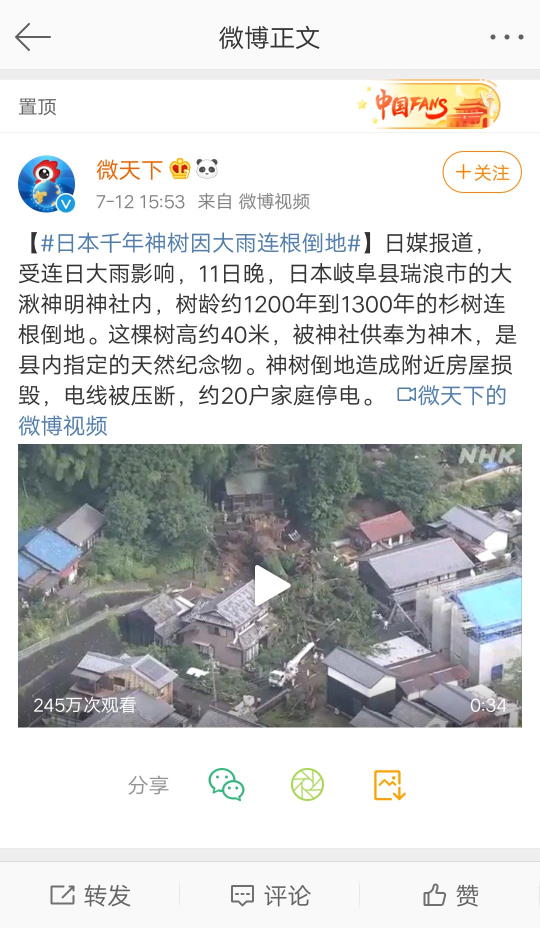 微博正文
置顶
中国FANS
微天下
+关注
7-12 15:53 来自 微博视频
【#日本千年神树因大雨连根倒地#】日媒报道，
受连日大雨影响，11日晚，日本岐阜县瑞浪市的大
湫神明神社内，树龄约1200年到1300年的杉树连
根倒地。这棵树高约40米，被神社供奉为神木，是
县内指定的天然纪念物。神树倒地造成附近房屋损
毁，电线被压断，约20户家庭停电。 微天下的
微博视频
NHK
245万次观看
0:34
分享
转发
评论
赞